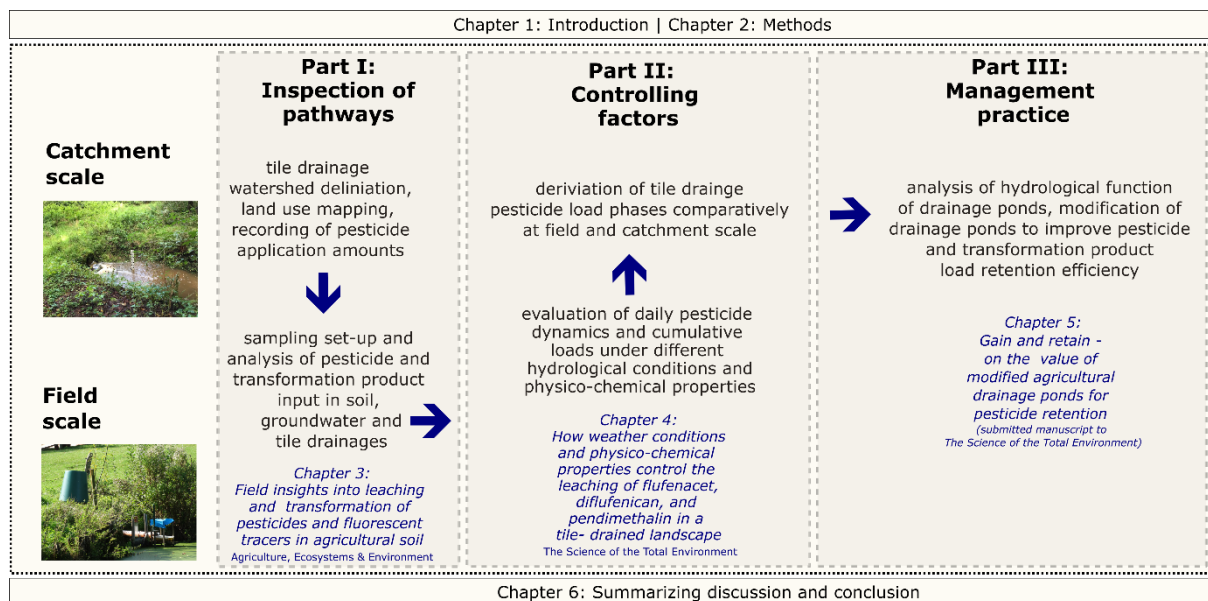 Chapter 1: Introduction | Chapter 2: Methods
Catchment
scale
Field
scale
Part I:
Inspection of
pathways
tile drainage
watershed deliniation,
land use mapping,
recording of pesticide
application amounts
sampling set-up and
analysis of pesticide and
transformation product
input in soil,
groundwater and
tile drainages
Chapter 3:
Field insights into leaching
and transformation of
pesticides and fluorescent
tracers in agricultural soil
Agriculture, Ecosystems & Environment
Part II:
Controlling
factors
deriviation of tile drainge
pesticide load phases comparatively
at field and catchment scale
evaluation of daily pesticide
dynamics and cumulative
loads under different
hydrological conditions and
physico-chemical properties
Chapter 4:
How weather conditions
and physico-chemical
properties control the
leaching of flufenacet,
diflufenican, and
pendimethalin in a
tile- drained landscape
The Science of the Total Environment
Part III:
Management
practice
analysis of hydrological function
of drainage ponds, modification of
drainage ponds to improve pesticide
and transformation product
load retention efficiency
Chapter 5:
Gain and retain -
on the value of
modified agricultural
drainage ponds for
pesticide retention
(submitted manuscript to
The Science of the Total Environment)
Chapter 6: Summarizing discussion and conclusion